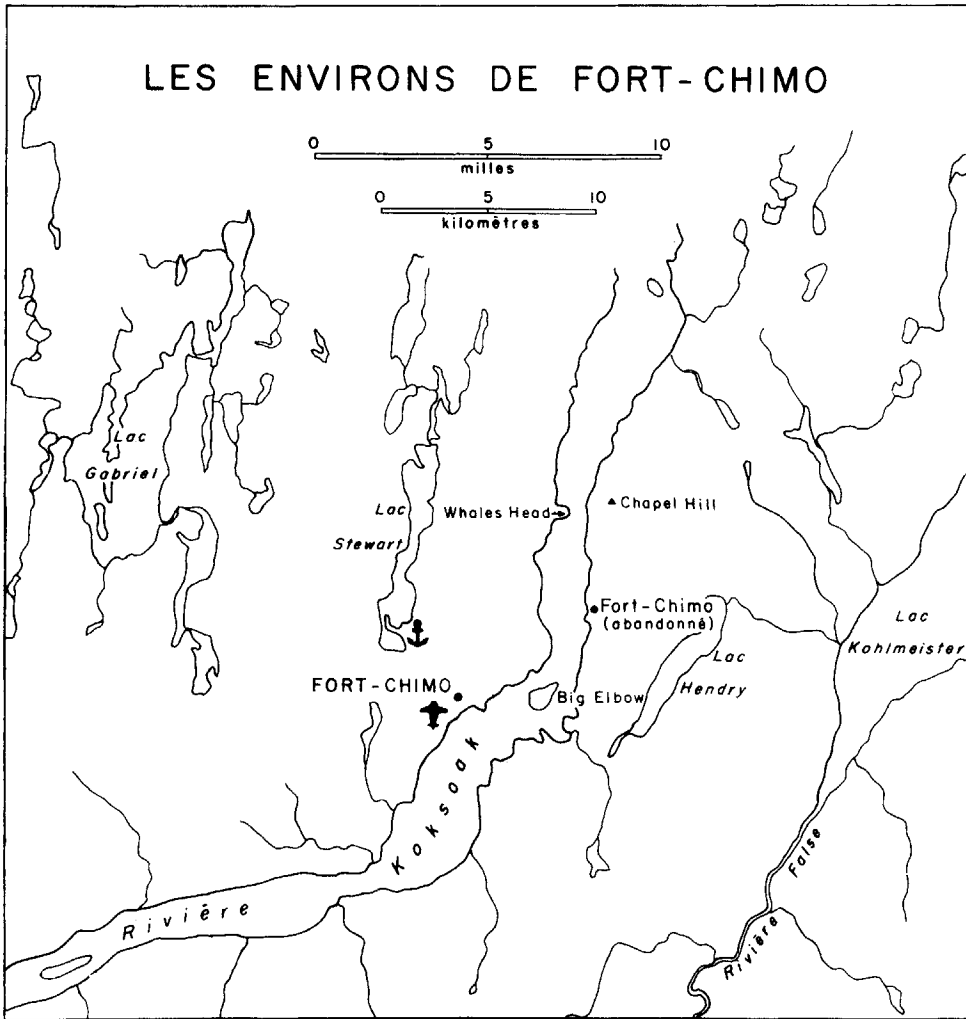 LES ENVIRONS DE FORT-CHIMO
0 5 10
milles
0 5 10
kilomètres
Lac
Gabriel
Lac
Stewart
Whales Head
Chapel Hill
Fort-Chimo
(abandonné)
Lac
Kohlmeister
Lac
Hendry
FORT-CHIMO
Big Elbow
Rivière Koksoak
Rivière False